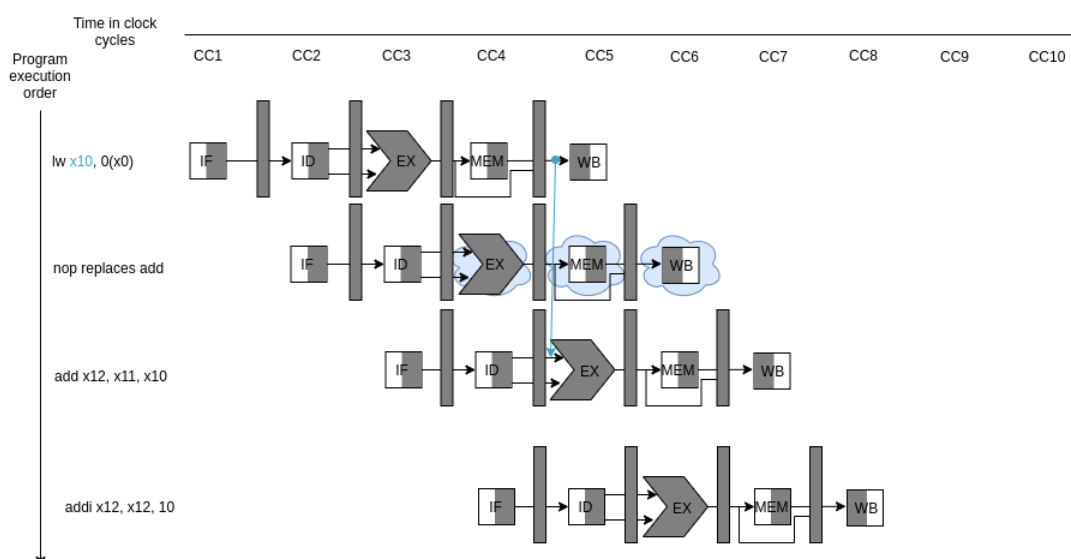 Time in clock
cycles
CC1 CC2 CC3 CC4 CC5 CC6 CC7 CC8 CC9 CC10
Program
execution
order
lw x10, 0(x0)
IF ID EX MEM WB
nop replaces add
IF ID EX MEM WB
add x12, x11, x10
IF ID EX MEM WB
addi x12, x12, 10
IF ID EX MEM WB